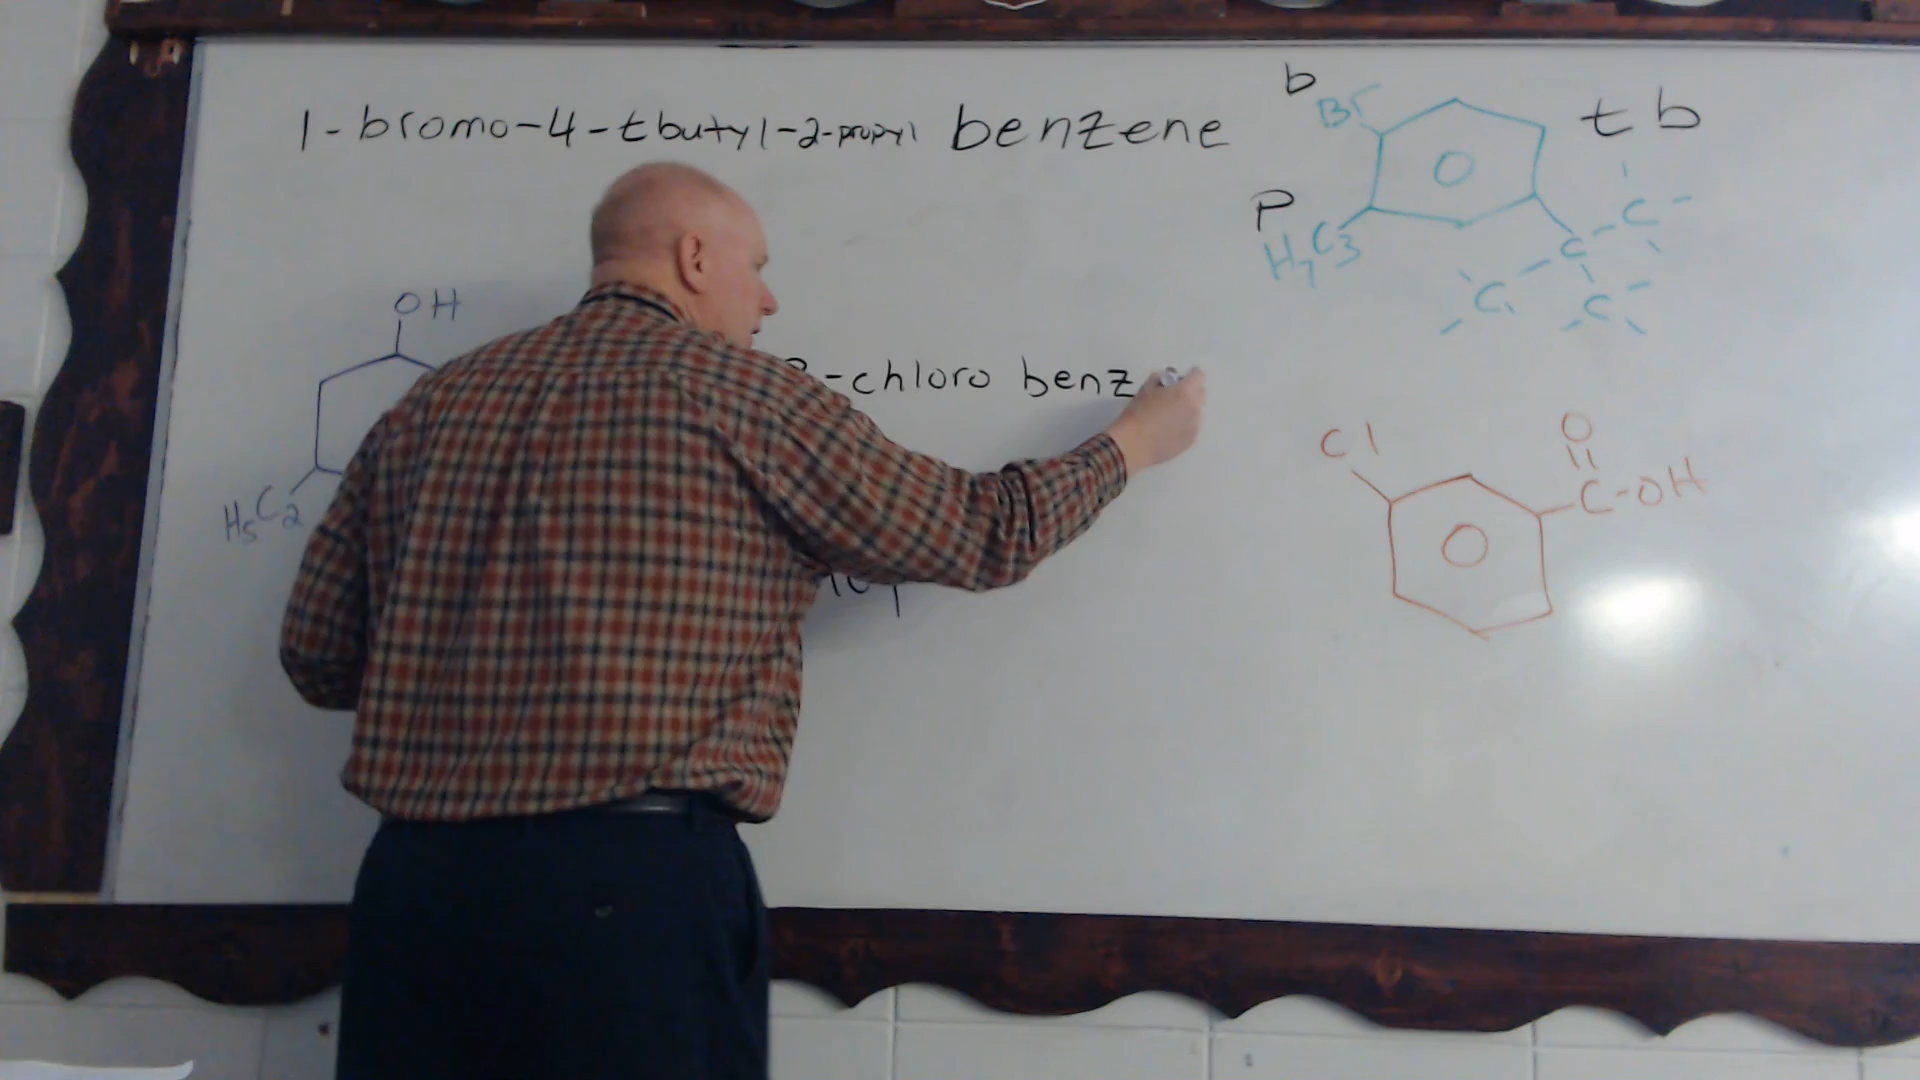 1-bromo-4-tbutyl-2-propyl benzene
b
Br
t b
P
H7C3
C
C
C
C
OH
H5C2
-chloro benz
Cl
O
C-OH